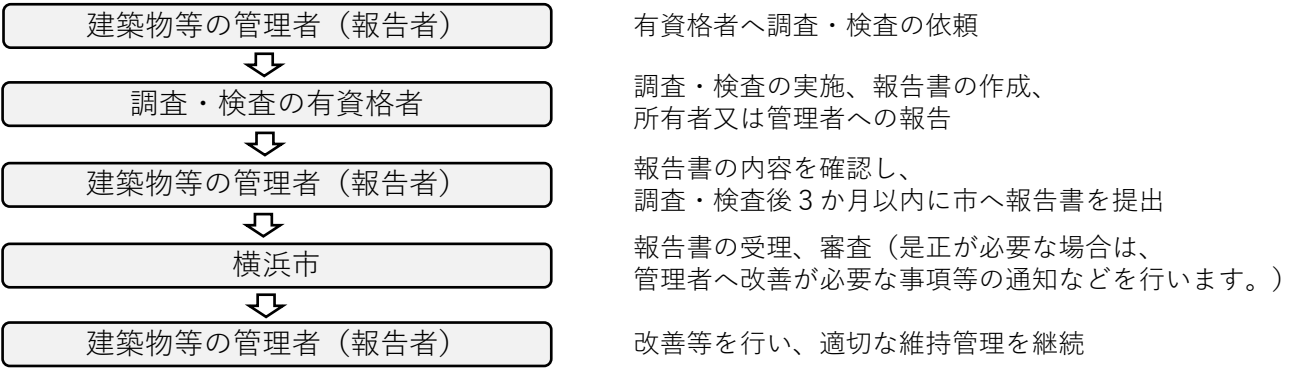 建築物等の管理者（報告者）
有資格者へ調査・検査の依頼
調査・検査の有資格者
調査・検査の実施、報告書の作成、
所有者又は管理者への報告
建築物等の管理者（報告者）
報告書の内容を確認し、
調査・検査後３か月以内に市へ報告書を提出
横浜市
報告書の受理、審査（是正が必要な場合は、
管理者へ改善が必要な事項等の通知などを行います。）
建築物等の管理者（報告者）
改善等を行い、適切な維持管理を継続